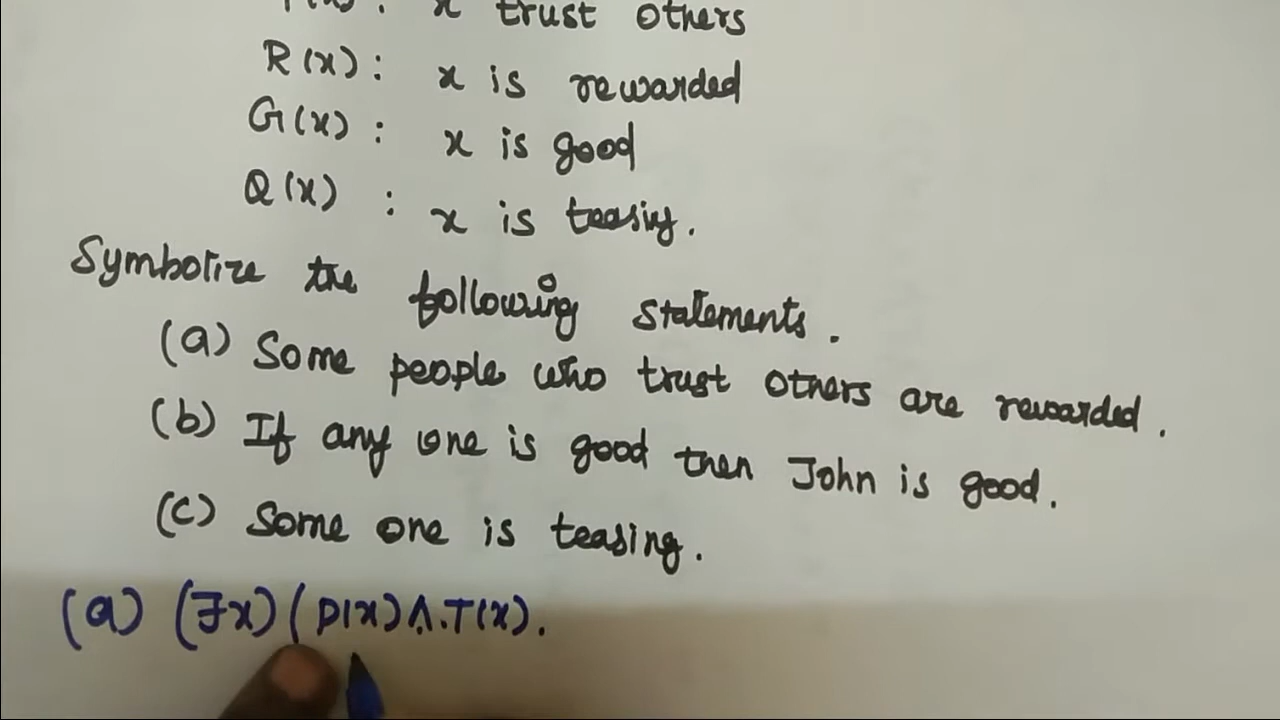 x trust others
R(x): x is rewarded
G(x): x is good
Q(x) : x is teasing.
Symbolize the following statements.
(a) Some people who trust others are rewarded.
(b) If any one is good then John is good.
(c) Some one is teasing.
(a) (∃x)(P(x)∧.T(x).